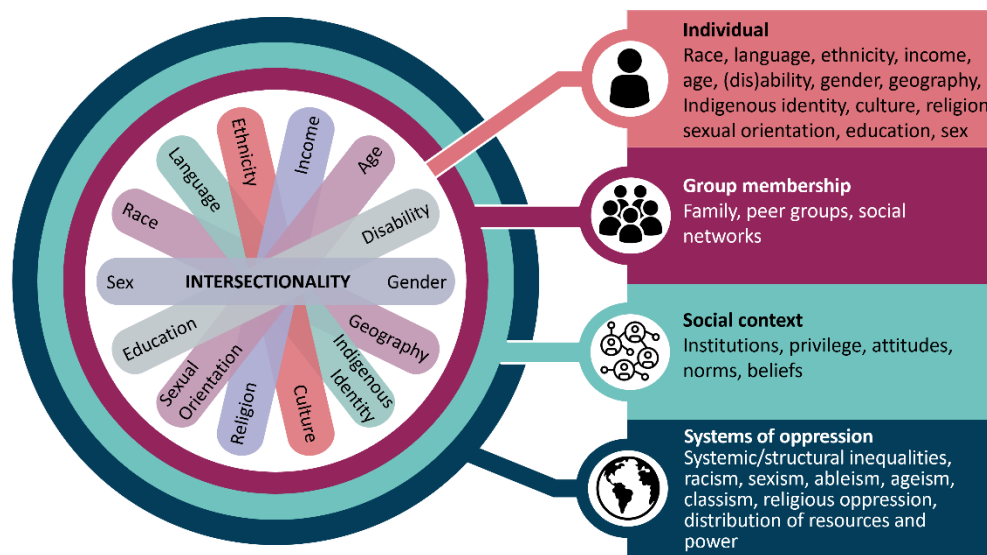 Ethnicity
Income
Language
Age
Race
Disability
Sex
INTERSECTIONALITY
Gender
Education
Geography
Sexual
Orientation
Religion
Culture
Indigenous
Identity
Individual
Race, language, ethnicity, income,
age, (dis)ability, gender, geography,
Indigenous identity, culture, religion
sexual orientation, education, sex
Group membership
Family, peer groups, social
networks
Social context
Institutions, privilege, attitudes,
norms, beliefs
Systems of oppression
Systemic/structural inequalities,
racism, sexism, ableism, ageism,
classism, religious oppression,
distribution of resources and
power